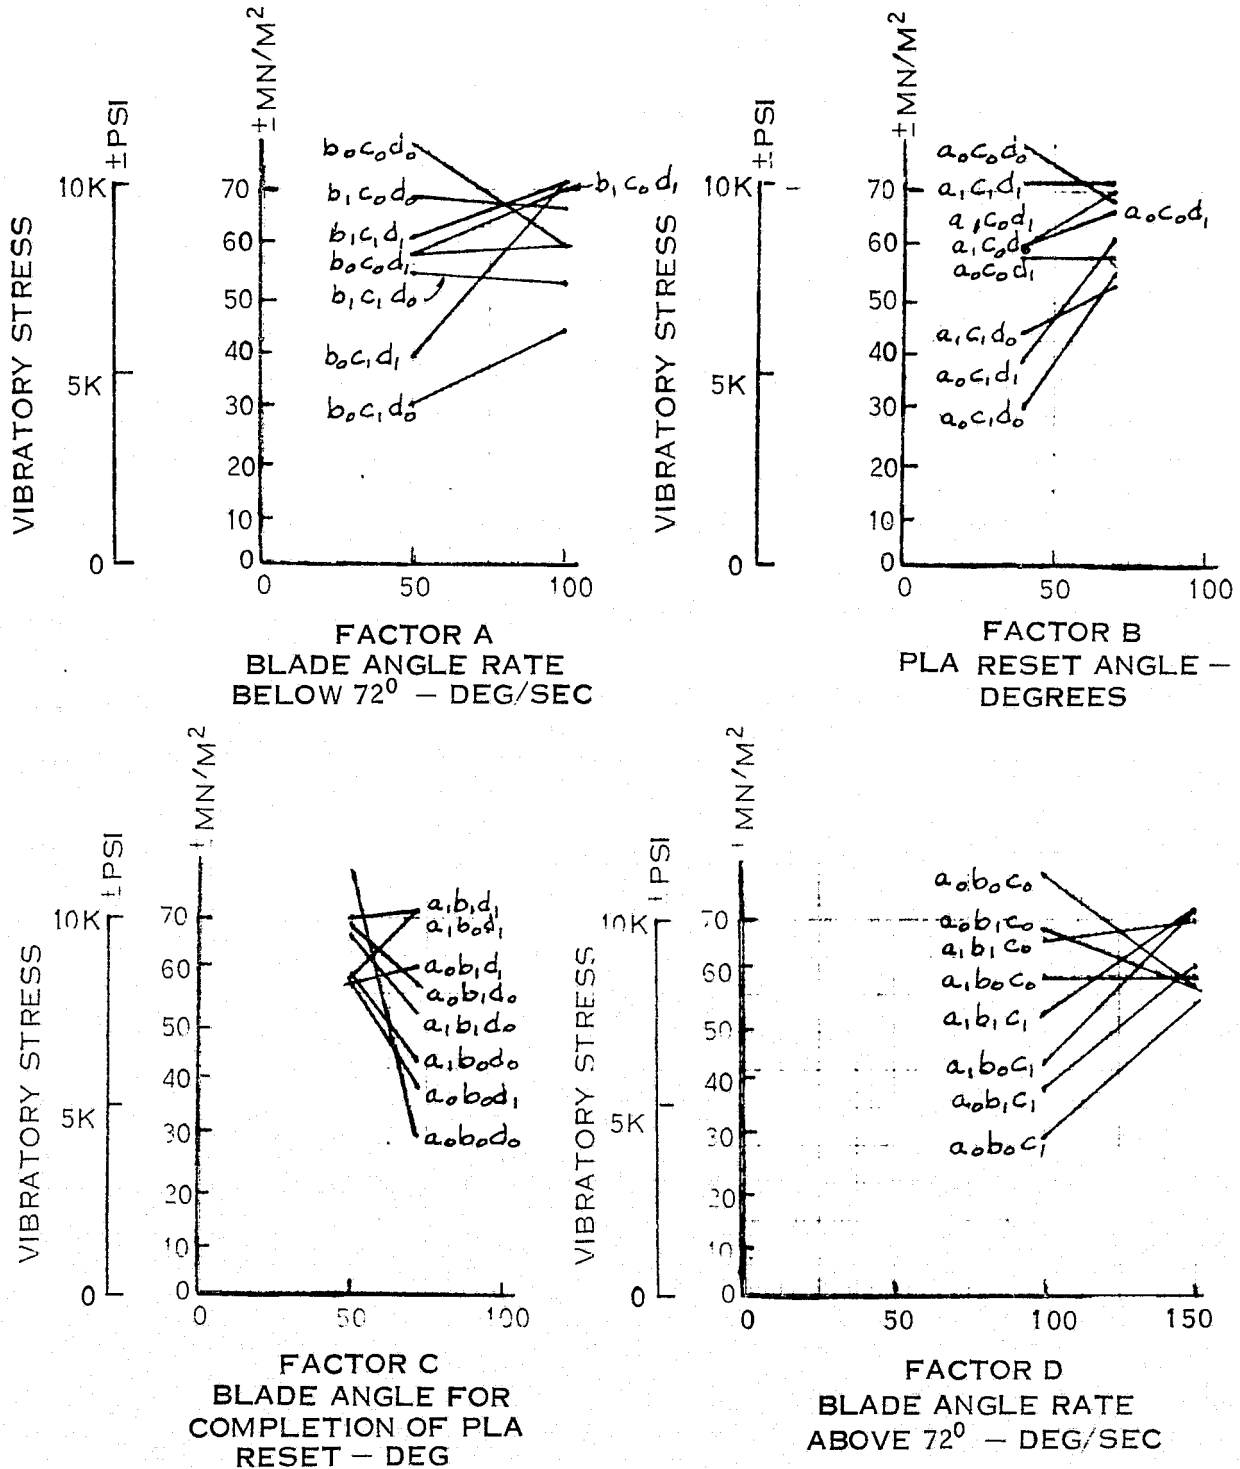 ±MN/M²
±PSI
VIBRATORY STRESS
10K
5K
0
70
60
50
40
30
20
10
0
b₀c₀d₀
b₁c₀d₀
b₁c₁d₁
b₀c₀d₁
b₁c₁d₀
b₀c₁d₁
b₀c₁d₀
b₁c₀d₁
0 50 100
FACTOR A
BLADE ANGLE RATE
BELOW 72⁰ – DEG/SEC
±MN/M²
±PSI
VIBRATORY STRESS
10K
5K
0
70
60
50
40
30
20
10
0
a₀c₀d₀
a₁c₁d₁
a₁c₀d₁
a₁c₀d₀
a₀c₀d₁
a₁c₁d₀
a₀c₁d₁
a₀c₁d₀
a₀c₀d₁
0 50 100
FACTOR B
PLA RESET ANGLE –
DEGREES
±MN/M²
±PSI
VIBRATORY STRESS
10K
5K
0
70
60
50
40
30
20
10
0
a₁b₁d₁
a₁b₀d₁
a₀b₁d₁
a₀b₁d₀
a₁b₁d₀
a₁b₀d₀
a₀b₀d₁
a₀b₀d₀
0 50 100
FACTOR C
BLADE ANGLE FOR
COMPLETION OF PLA
RESET – DEG
MN/M²
PSI
VIBRATORY STRESS
10K
5K
0
70
60
50
40
30
20
10
0
a₀b₀c₀
a₀b₁c₀
a₁b₁c₀
a₁b₀c₀
a₁b₁c₁
a₁b₀c₁
a₀b₁c₁
a₀b₀c₁
0 50 100 150
FACTOR D
BLADE ANGLE RATE
ABOVE 72⁰ – DEG/SEC